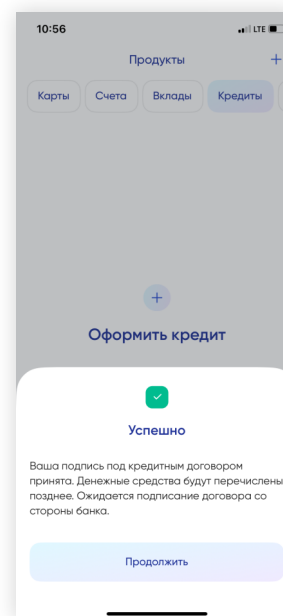 10:56
LTE
Продукты +
Карты Счета Вклады Кредиты
+
Оформить кредит
Успешно
Ваша подпись под кредитным договором
принята. Денежные средства будут перечислены
позднее. Ожидается подписание договора со
стороны банка.
Продолжить